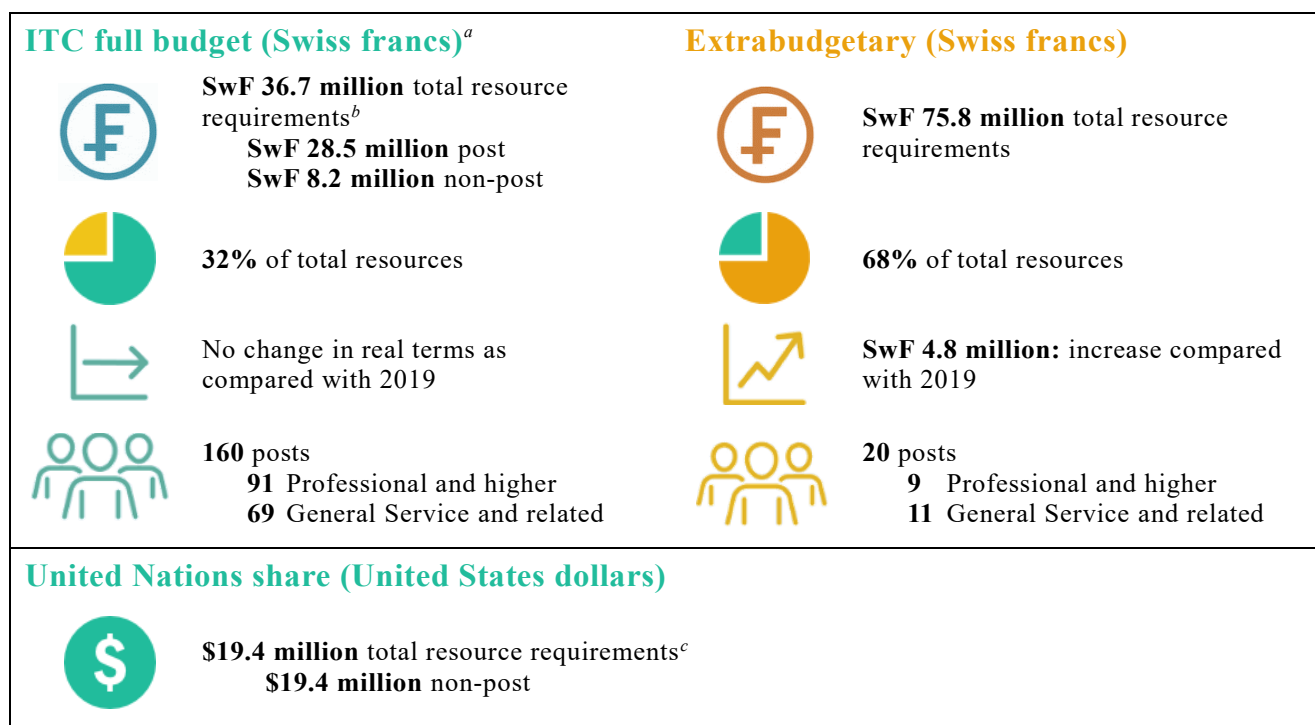 ITC full budget (Swiss francs)a
SwF 36.7 million total resource
requirementsb
SwF 28.5 million post
SwF 8.2 million non-post
32% of total resources
No change in real terms as
compared with 2019
160 posts
91 Professional and higher
69 General Service and related
Extrabudgetary (Swiss francs)
SwF 75.8 million total resource
requirements
68% of total resources
SwF 4.8 million: increase compared
with 2019
20 posts
9 Professional and higher
11 General Service and related
United Nations share (United States dollars)
$
$19.4 million total resource requirementsc
$19.4 million non-post